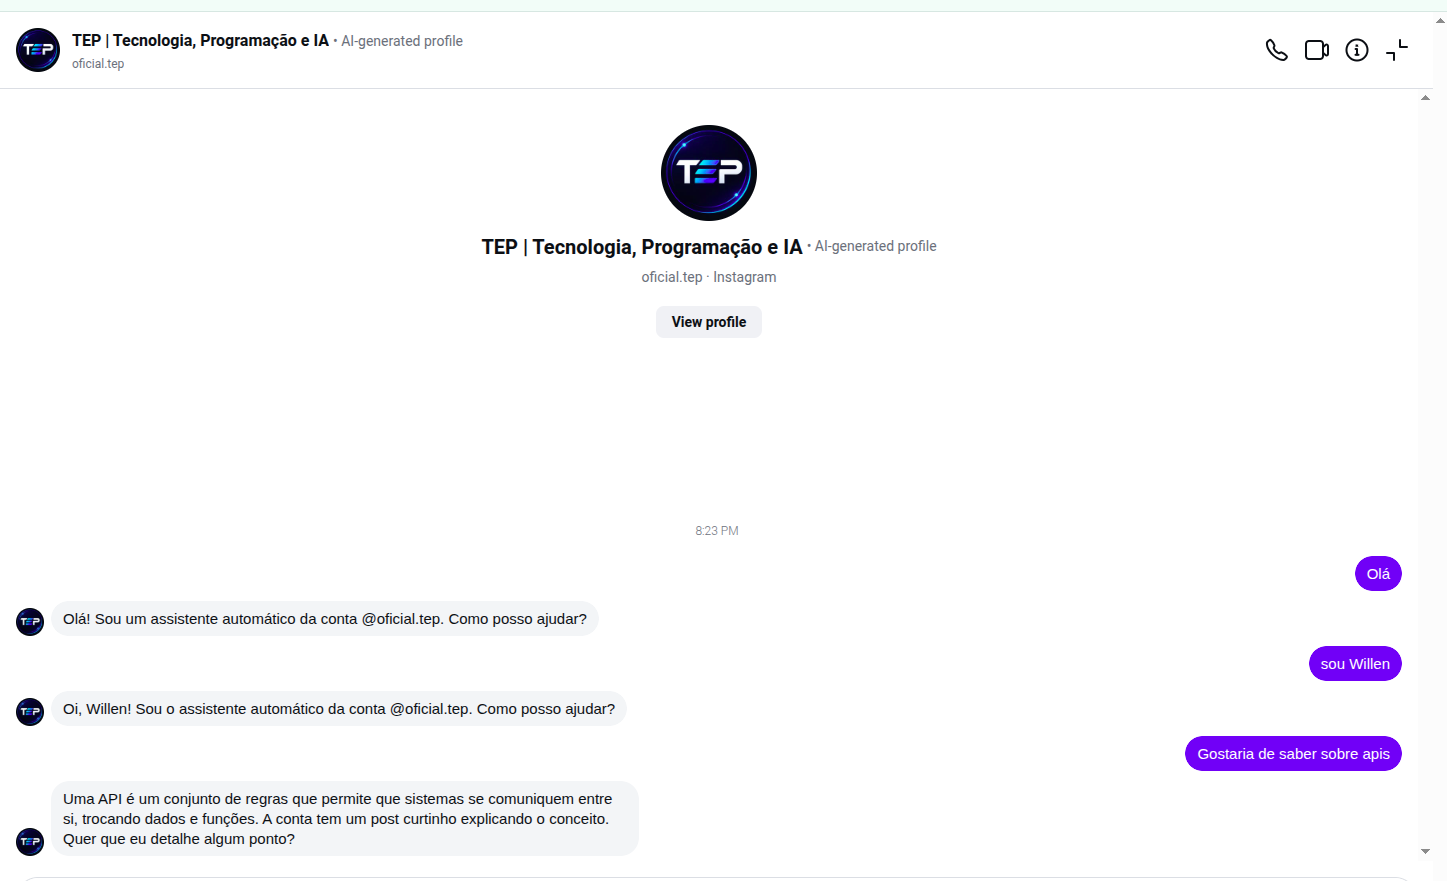 TEP
TEP | Tecnologia, Programação e IA · AI-generated profile
oficial.tep
TEP
TEP | Tecnologia, Programação e IA · AI-generated profile
oficial.tep · Instagram
View profile
8:23 PM
Olá
TEP
Olá! Sou um assistente automático da conta @oficial.tep. Como posso ajudar?
sou Willen
TEP
Oi, Willen! Sou o assistente automático da conta @oficial.tep. Como posso ajudar?
Gostaria de saber sobre apis
Uma API é um conjunto de regras que permite que sistemas se comuniquem entre
si, trocando dados e funções. A conta tem um post curtinho explicando o conceito.
TEP
Quer que eu detalhe algum ponto?